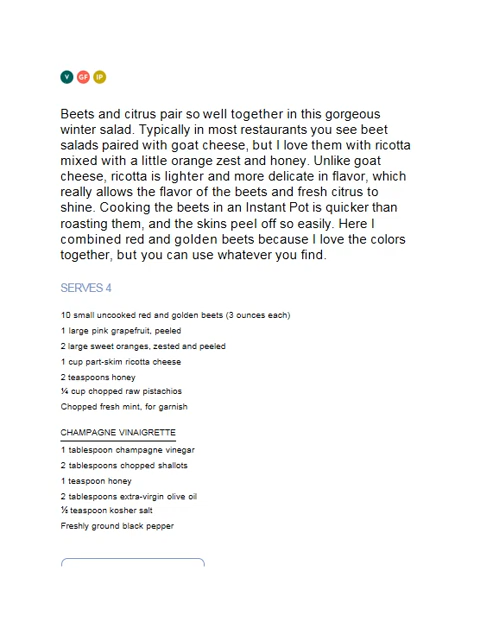 V GF IP
Beets and citrus pair so well together in this gorgeous
winter salad. Typically in most restaurants you see beet
salads paired with goat cheese, but I love them with ricotta
mixed with a little orange zest and honey. Unlike goat
cheese, ricotta is lighter and more delicate in flavor, which
really allows the flavor of the beets and fresh citrus to
shine. Cooking the beets in an Instant Pot is quicker than
roasting them, and the skins peel off so easily. Here I
combined red and golden beets because I love the colors
together, but you can use whatever you find.
SERVES 4
10 small uncooked red and golden beets (3 ounces each)
1 large pink grapefruit, peeled
2 large sweet oranges, zested and peeled
1 cup part-skim ricotta cheese
2 teaspoons honey
¼ cup chopped raw pistachios
Chopped fresh mint, for garnish
CHAMPAGNE VINAIGRETTE
1 tablespoon champagne vinegar
2 tablespoons chopped shallots
1 teaspoon honey
2 tablespoons extra-virgin olive oil
½ teaspoon kosher salt
Freshly ground black pepper